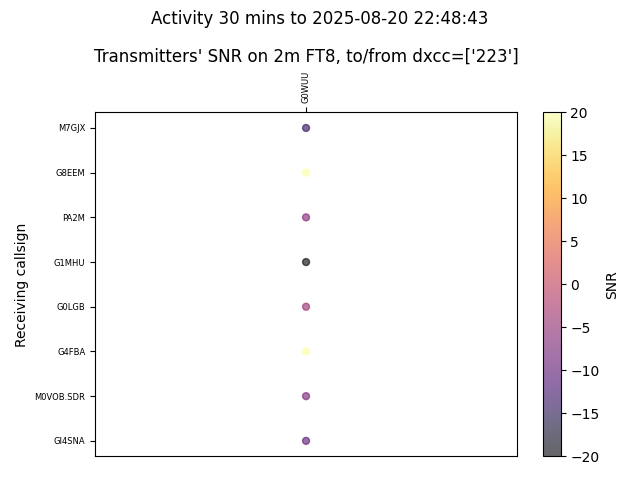 Activity 30 mins to 2025-08-20 22:48:43
Transmitters' SNR on 2m FT8, to/from dxcc=['223']
G0WUU
M7GJX
G8EEM
PA2M
G1MHU
G0LGB
G4FBA
M0VOB.SDR
GI4SNA
Receiving callsign
20
15
10
5
0
−5
−10
−15
−20
SNR